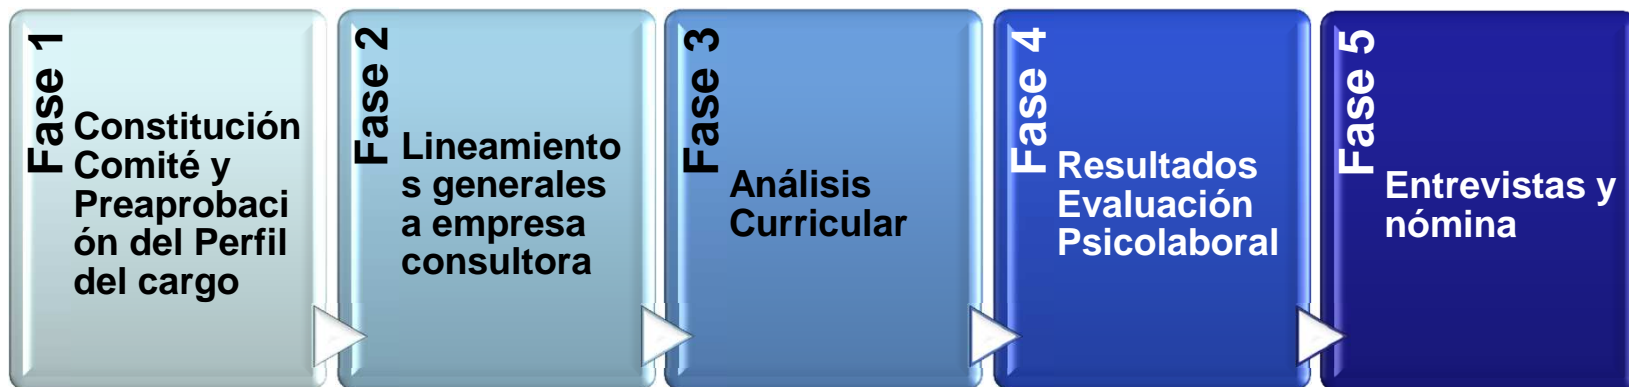 Fase 1
Constitución
Comité y
Preaprobaci
ón del Perfil
del cargo
Fase 2
Lineamiento
s generales
a empresa
consultora
Fase 3
Análisis
Curricular
Fase 4
Resultados
Evaluación
Psicolaboral
Fase 5
Entrevistas y
nómina